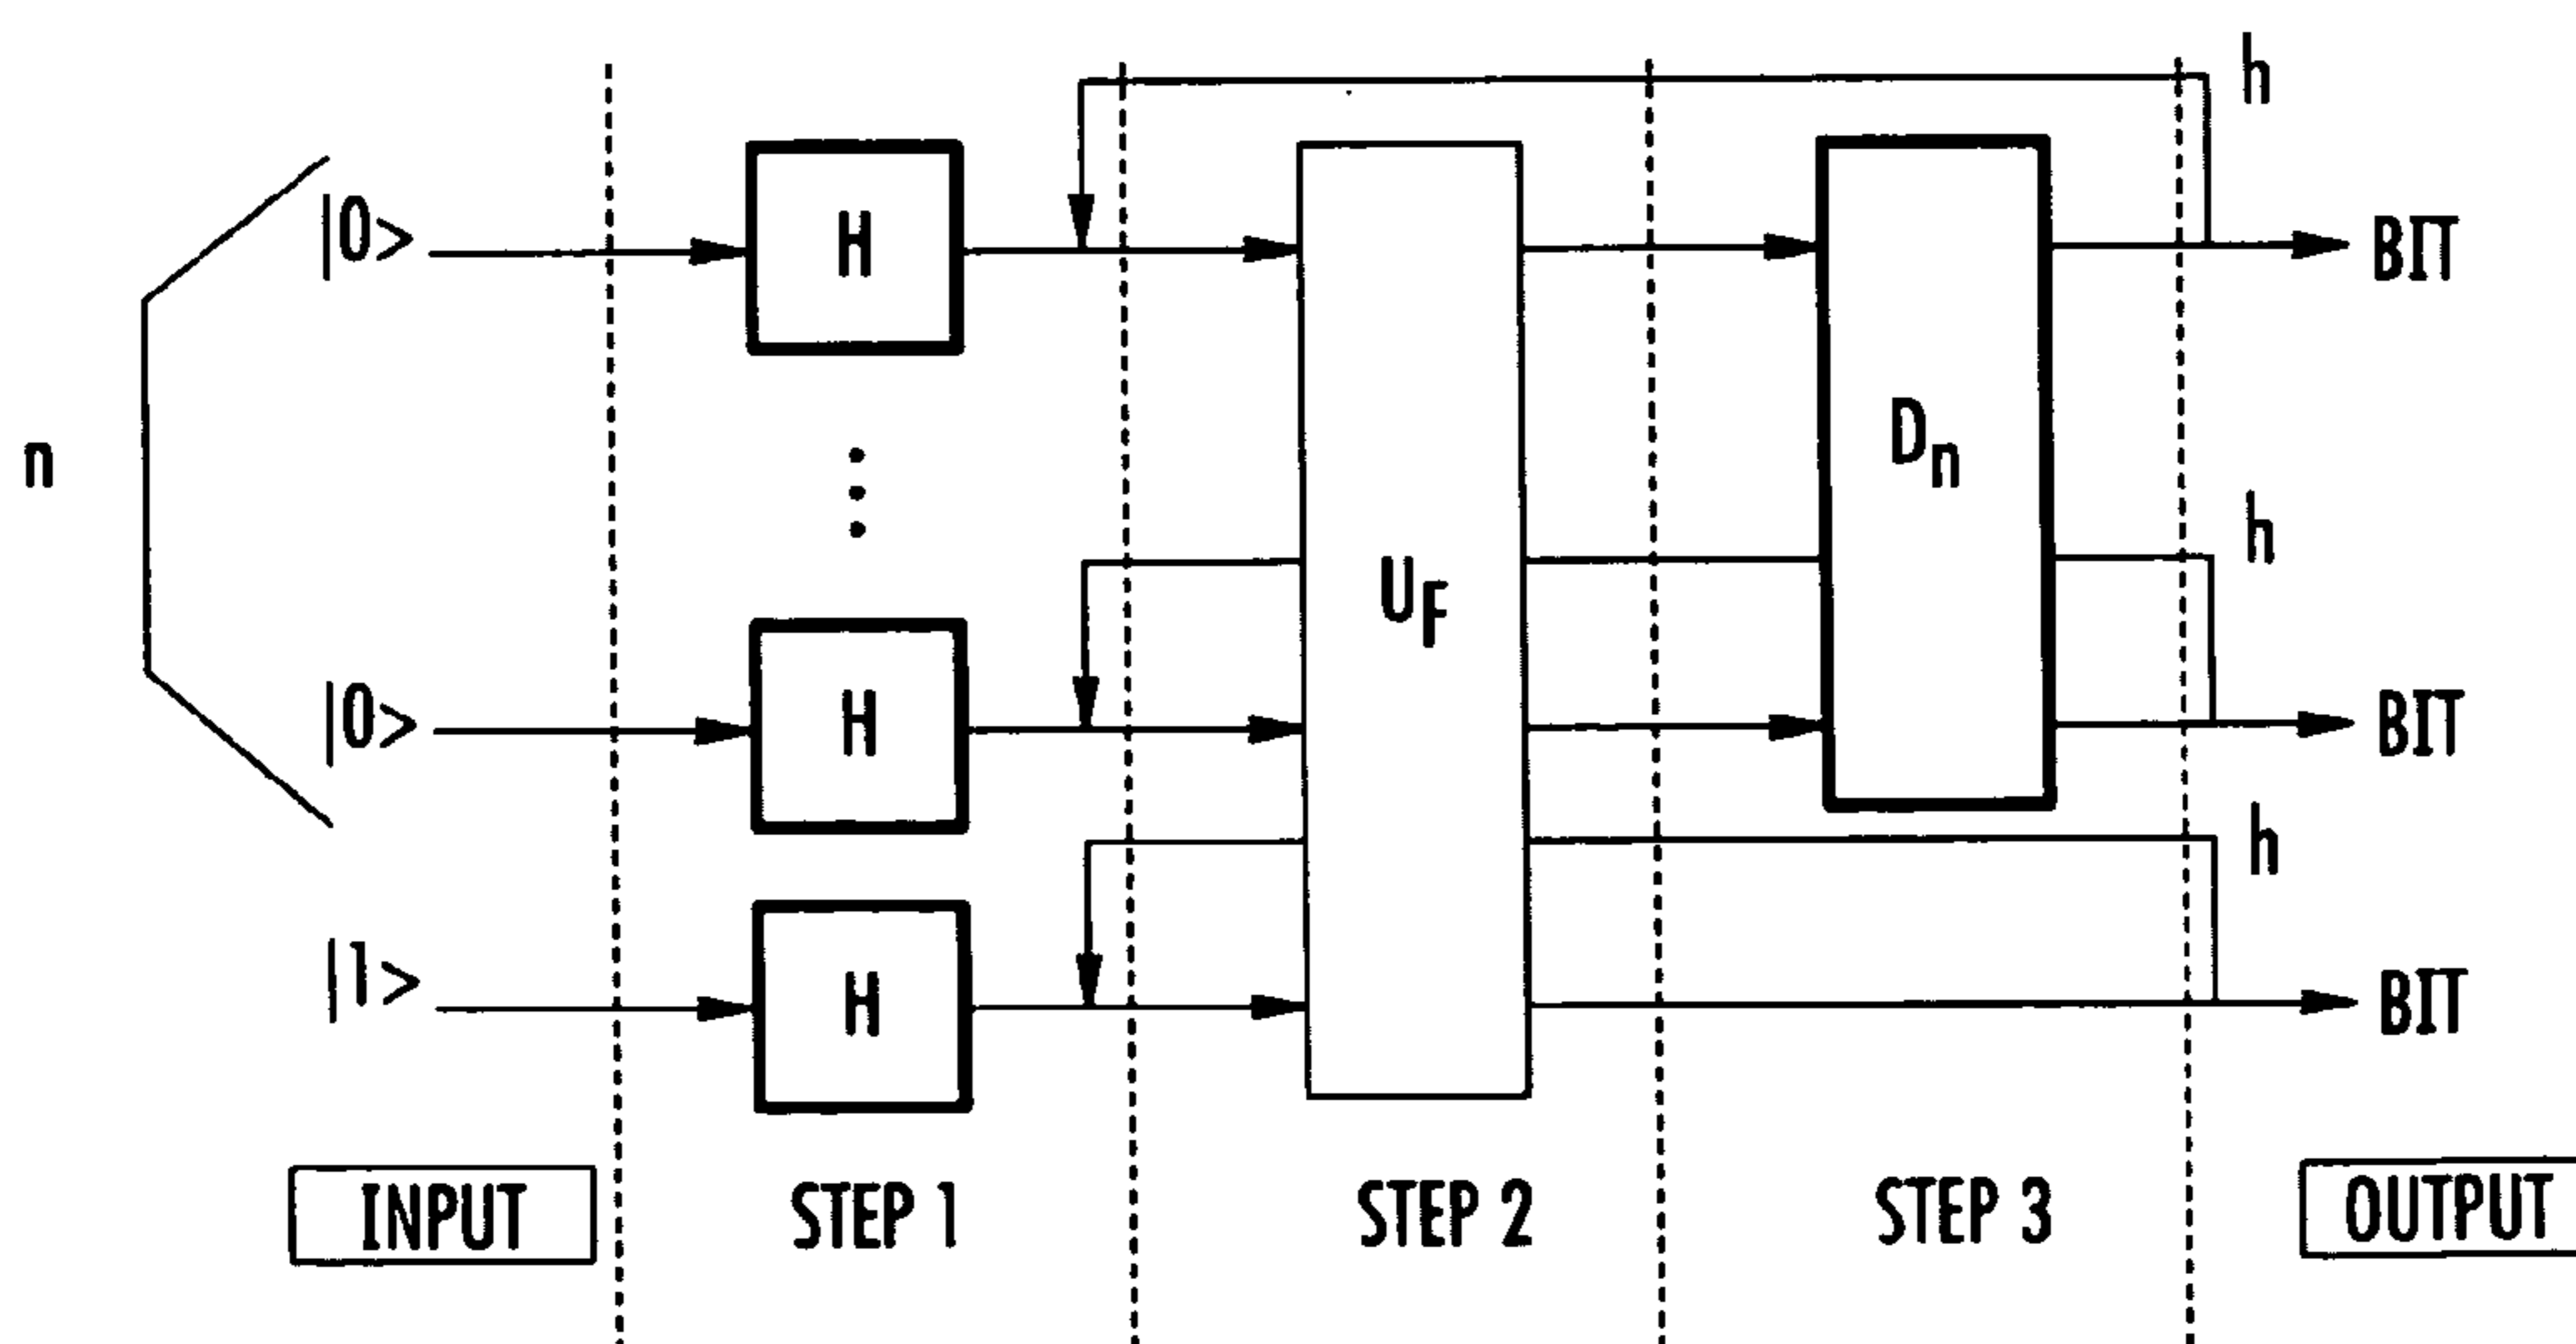 h
|0>
H
BIT
n
⋮
D_n
h
U_F
|0>
H
BIT
h
|1>
H
BIT
INPUT
STEP 1
STEP 2
STEP 3
OUTPUT